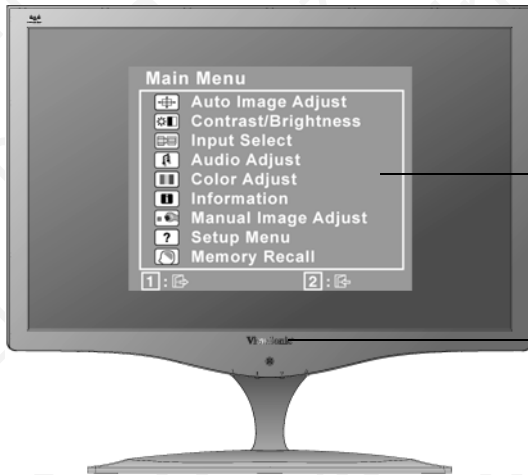 Main Menu
Auto Image Adjust
Contrast/Brightness
Input Select
Audio Adjust
Color Adjust
Information
Manual Image Adjust
Setup Menu
? Memory Recall
1 : 2 :
ViewSonic